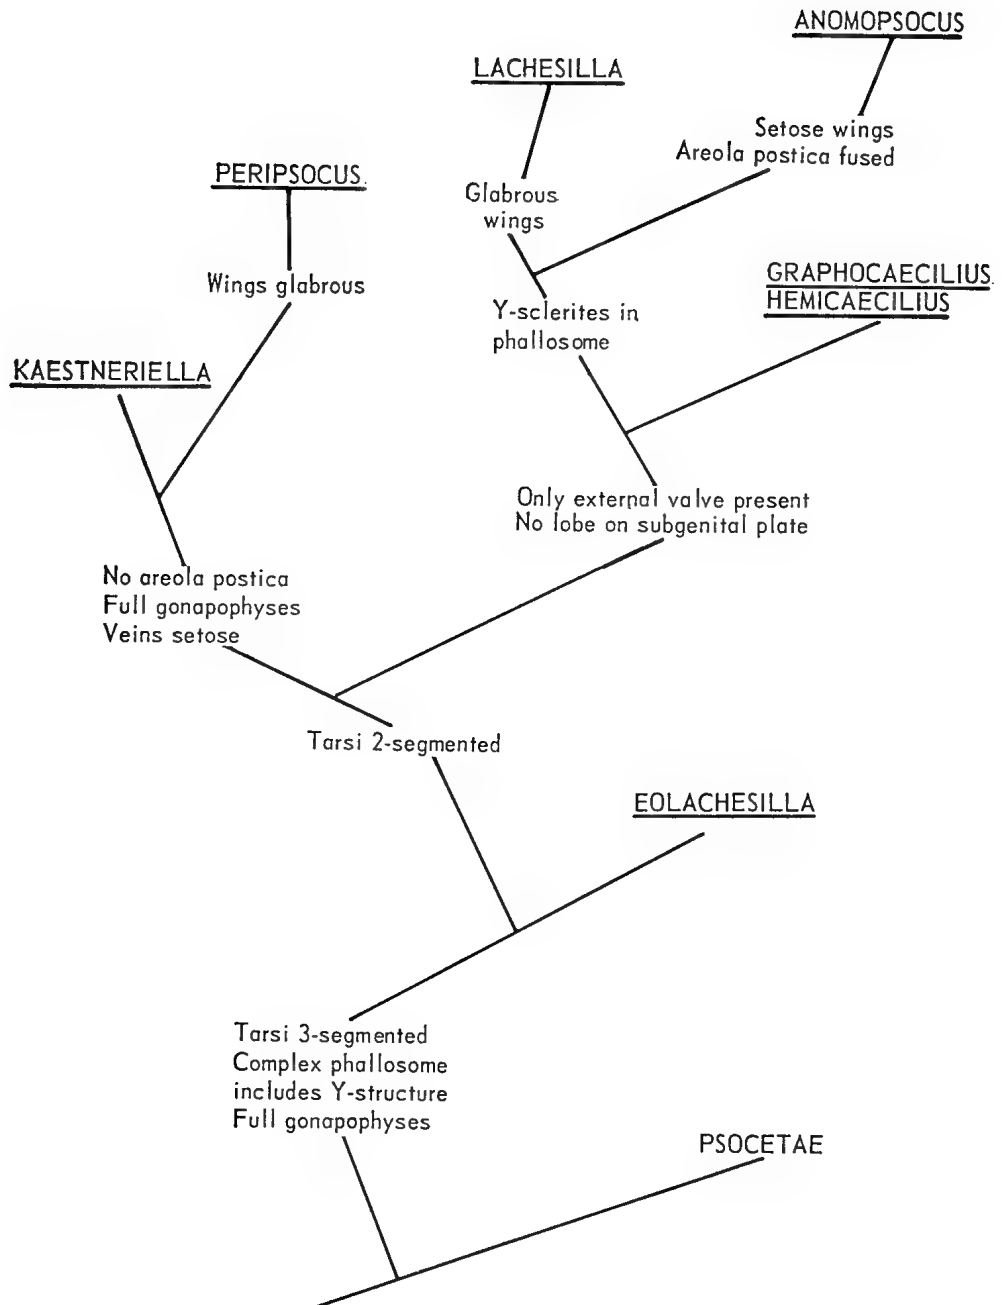 ANOMOPSOCUS
LACHESILLA
Setose wings
Areola postica fused
PERIPSOCUS
Glabrous
wings
Wings glabrous
GRAPHOCAECILIUS
HEMICAECILIUS
Y-sclerites in
phallosome
KAESTNERIELLA
Only external valve present
No lobe on subgenital plate
No areola postica
Full gonapophyses
Veins setose
Tarsi 2-segmented
EOLACHESILLA
Tarsi 3-segmented
Complex phallosome
includes Y-structure
Full gonapophyses
PSOCETAE